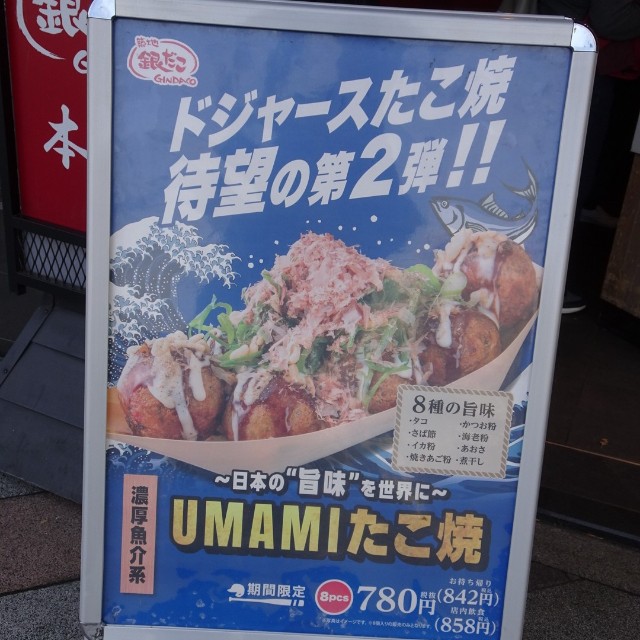 築地
銀だこ
GINDACO
ドジャースたこ焼
待望の第2弾!!
8種の旨味
・タコ ・かつお粉
・さば節 ・海老粉
・イカ粉 ・あおさ
・焼きあご粉 ・煮干し
～日本の“旨味”を世界に～
濃厚魚介系
UMAMIたこ焼
期間限定
8pcs
780円 税抜
お持ち帰り
(842円)
店内飲食
(858円)
銀
本